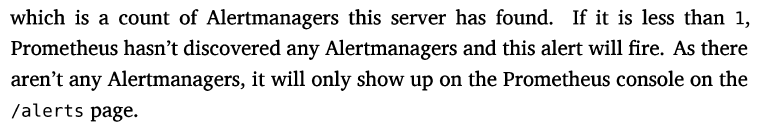 which is a count of Alertmanagers this server has found. If it is less than 1,
Prometheus hasn’t discovered any Alertmanagers and this alert will fire. As there
aren’t any Alertmanagers, it will only show up on the Prometheus console on the
/alerts page.